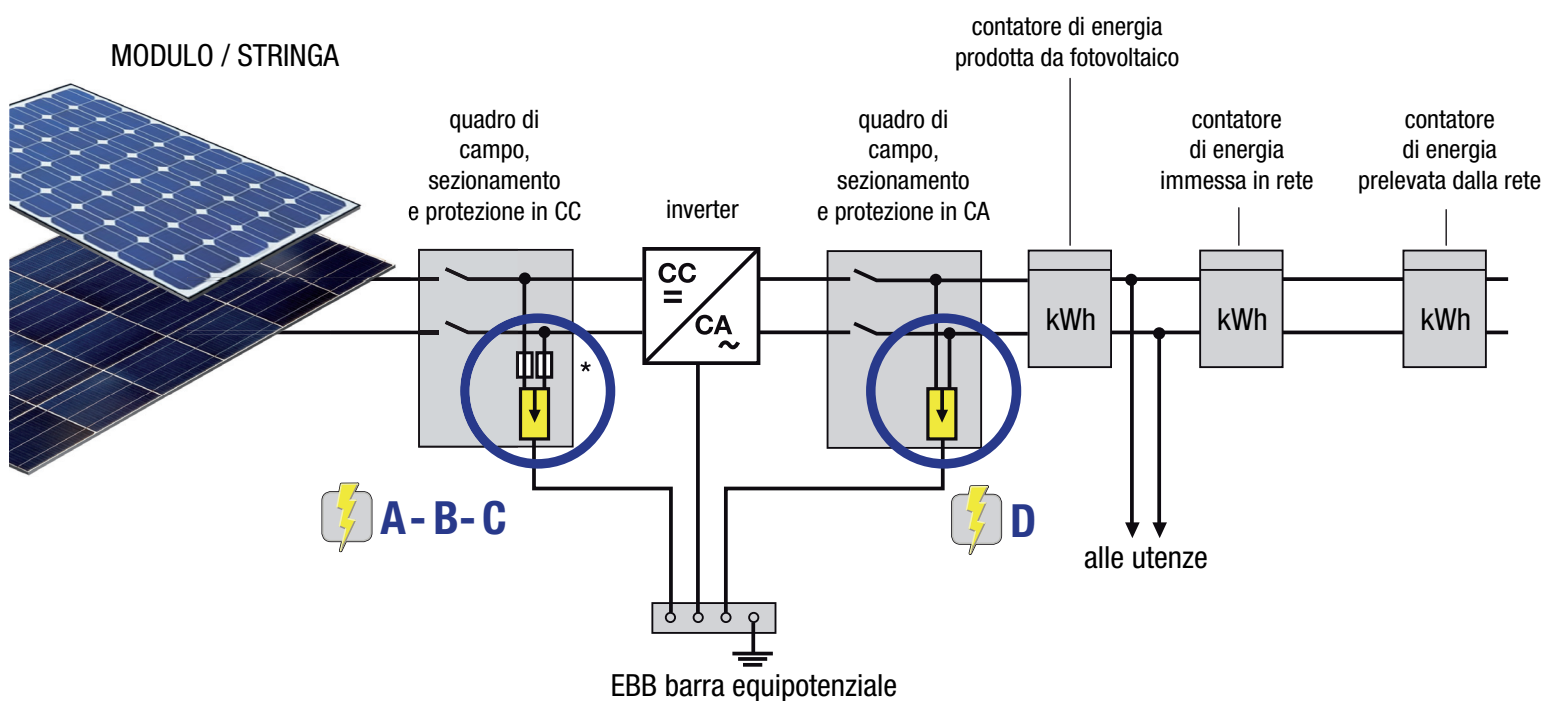 contatore di energia
prodotta da fotovoltaico
MODULO / STRINGA
quadro di
campo,
sezionamento
e protezione in CC
inverter
quadro di
campo,
sezionamento
e protezione in CA
contatore
di energia
immessa in rete
contatore
di energia
prelevata dalla rete
CC
=
CA
~
kWh
kWh
kWh
*
A - B - C
D
alle utenze
EBB barra equipotenziale